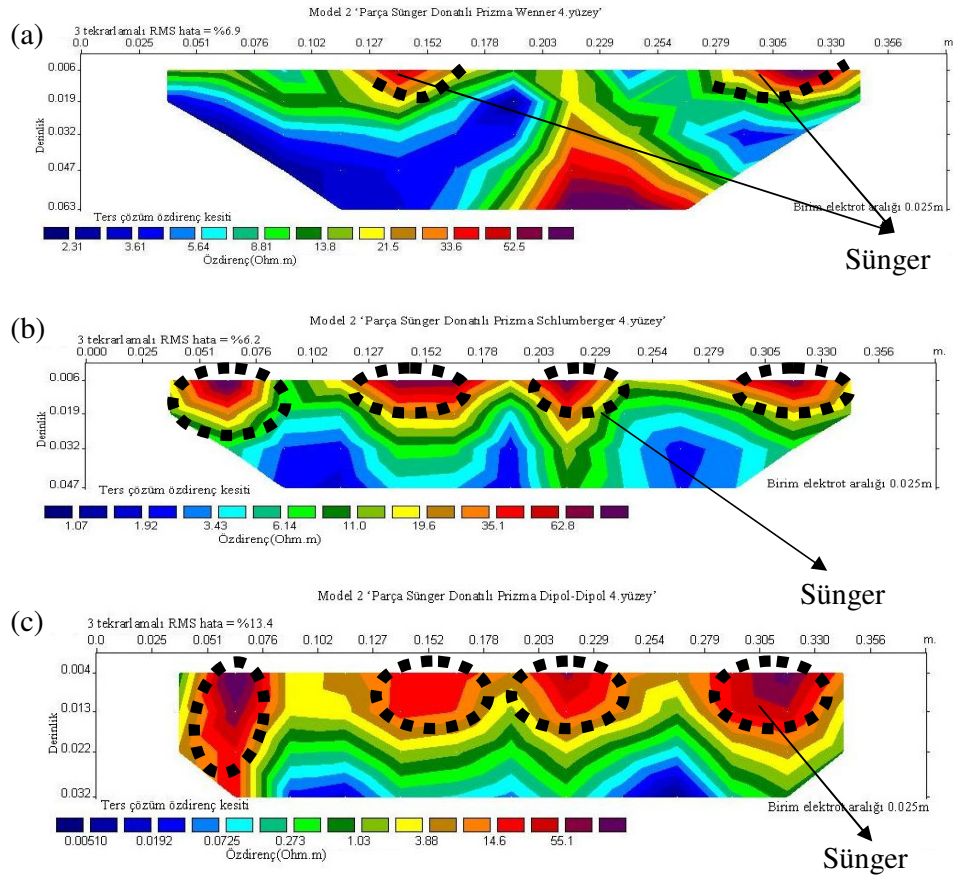 (a)
Model 2 ‘Parça Sünger Donatılı Prizma Wenner 4.yüzey’
3 tekrarlamalı RMS hata = %6.9
0.0 0.025 0.051 0.076 0.102 0.127 0.152 0.178 0.203 0.229 0.254 0.279 0.305 0.330 0.356 m.
0.006
0.019
0.032
0.047
0.063
Derinlik
Ters çözüm özdirenç kesiti
Birim elektrot aralığı 0.025m
2.31 3.61 5.64 8.81 13.8 21.5 33.6 52.5
Özdirenç(Ohm.m)
Sünger
(b)
Model 2 ‘Parça Sünger Donatılı Prizma Schlumberger 4.yüzey’
3 tekrarlamalı RMS hata = %6.2
0.000 0.025 0.051 0.076 0.102 0.127 0.152 0.178 0.203 0.229 0.254 0.279 0.305 0.330 0.356 m.
0.006
0.019
0.032
0.047
Derinlik
Ters çözüm özdirenç kesiti
Birim elektrot aralığı 0.025m
1.07 1.92 3.43 6.14 11.0 19.6 35.1 62.8
Özdirenç(Ohm.m)
Sünger
(c)
Model 2 ‘Parça Sünger Donatılı Prizma Dipol-Dipol 4.yüzey’
3 tekrarlamalı RMS hata = %13.4
0.0 0.025 0.051 0.076 0.102 0.127 0.152 0.178 0.203 0.229 0.254 0.279 0.305 0.330 0.356 m.
0.004
0.013
0.022
0.032
Derinlik
Ters çözüm özdirenç kesiti
Birim elektrot aralığı 0.025m
0.00510 0.0192 0.0725 0.273 1.03 3.88 14.6 55.1
Özdirenç(Ohm.m)
Sünger